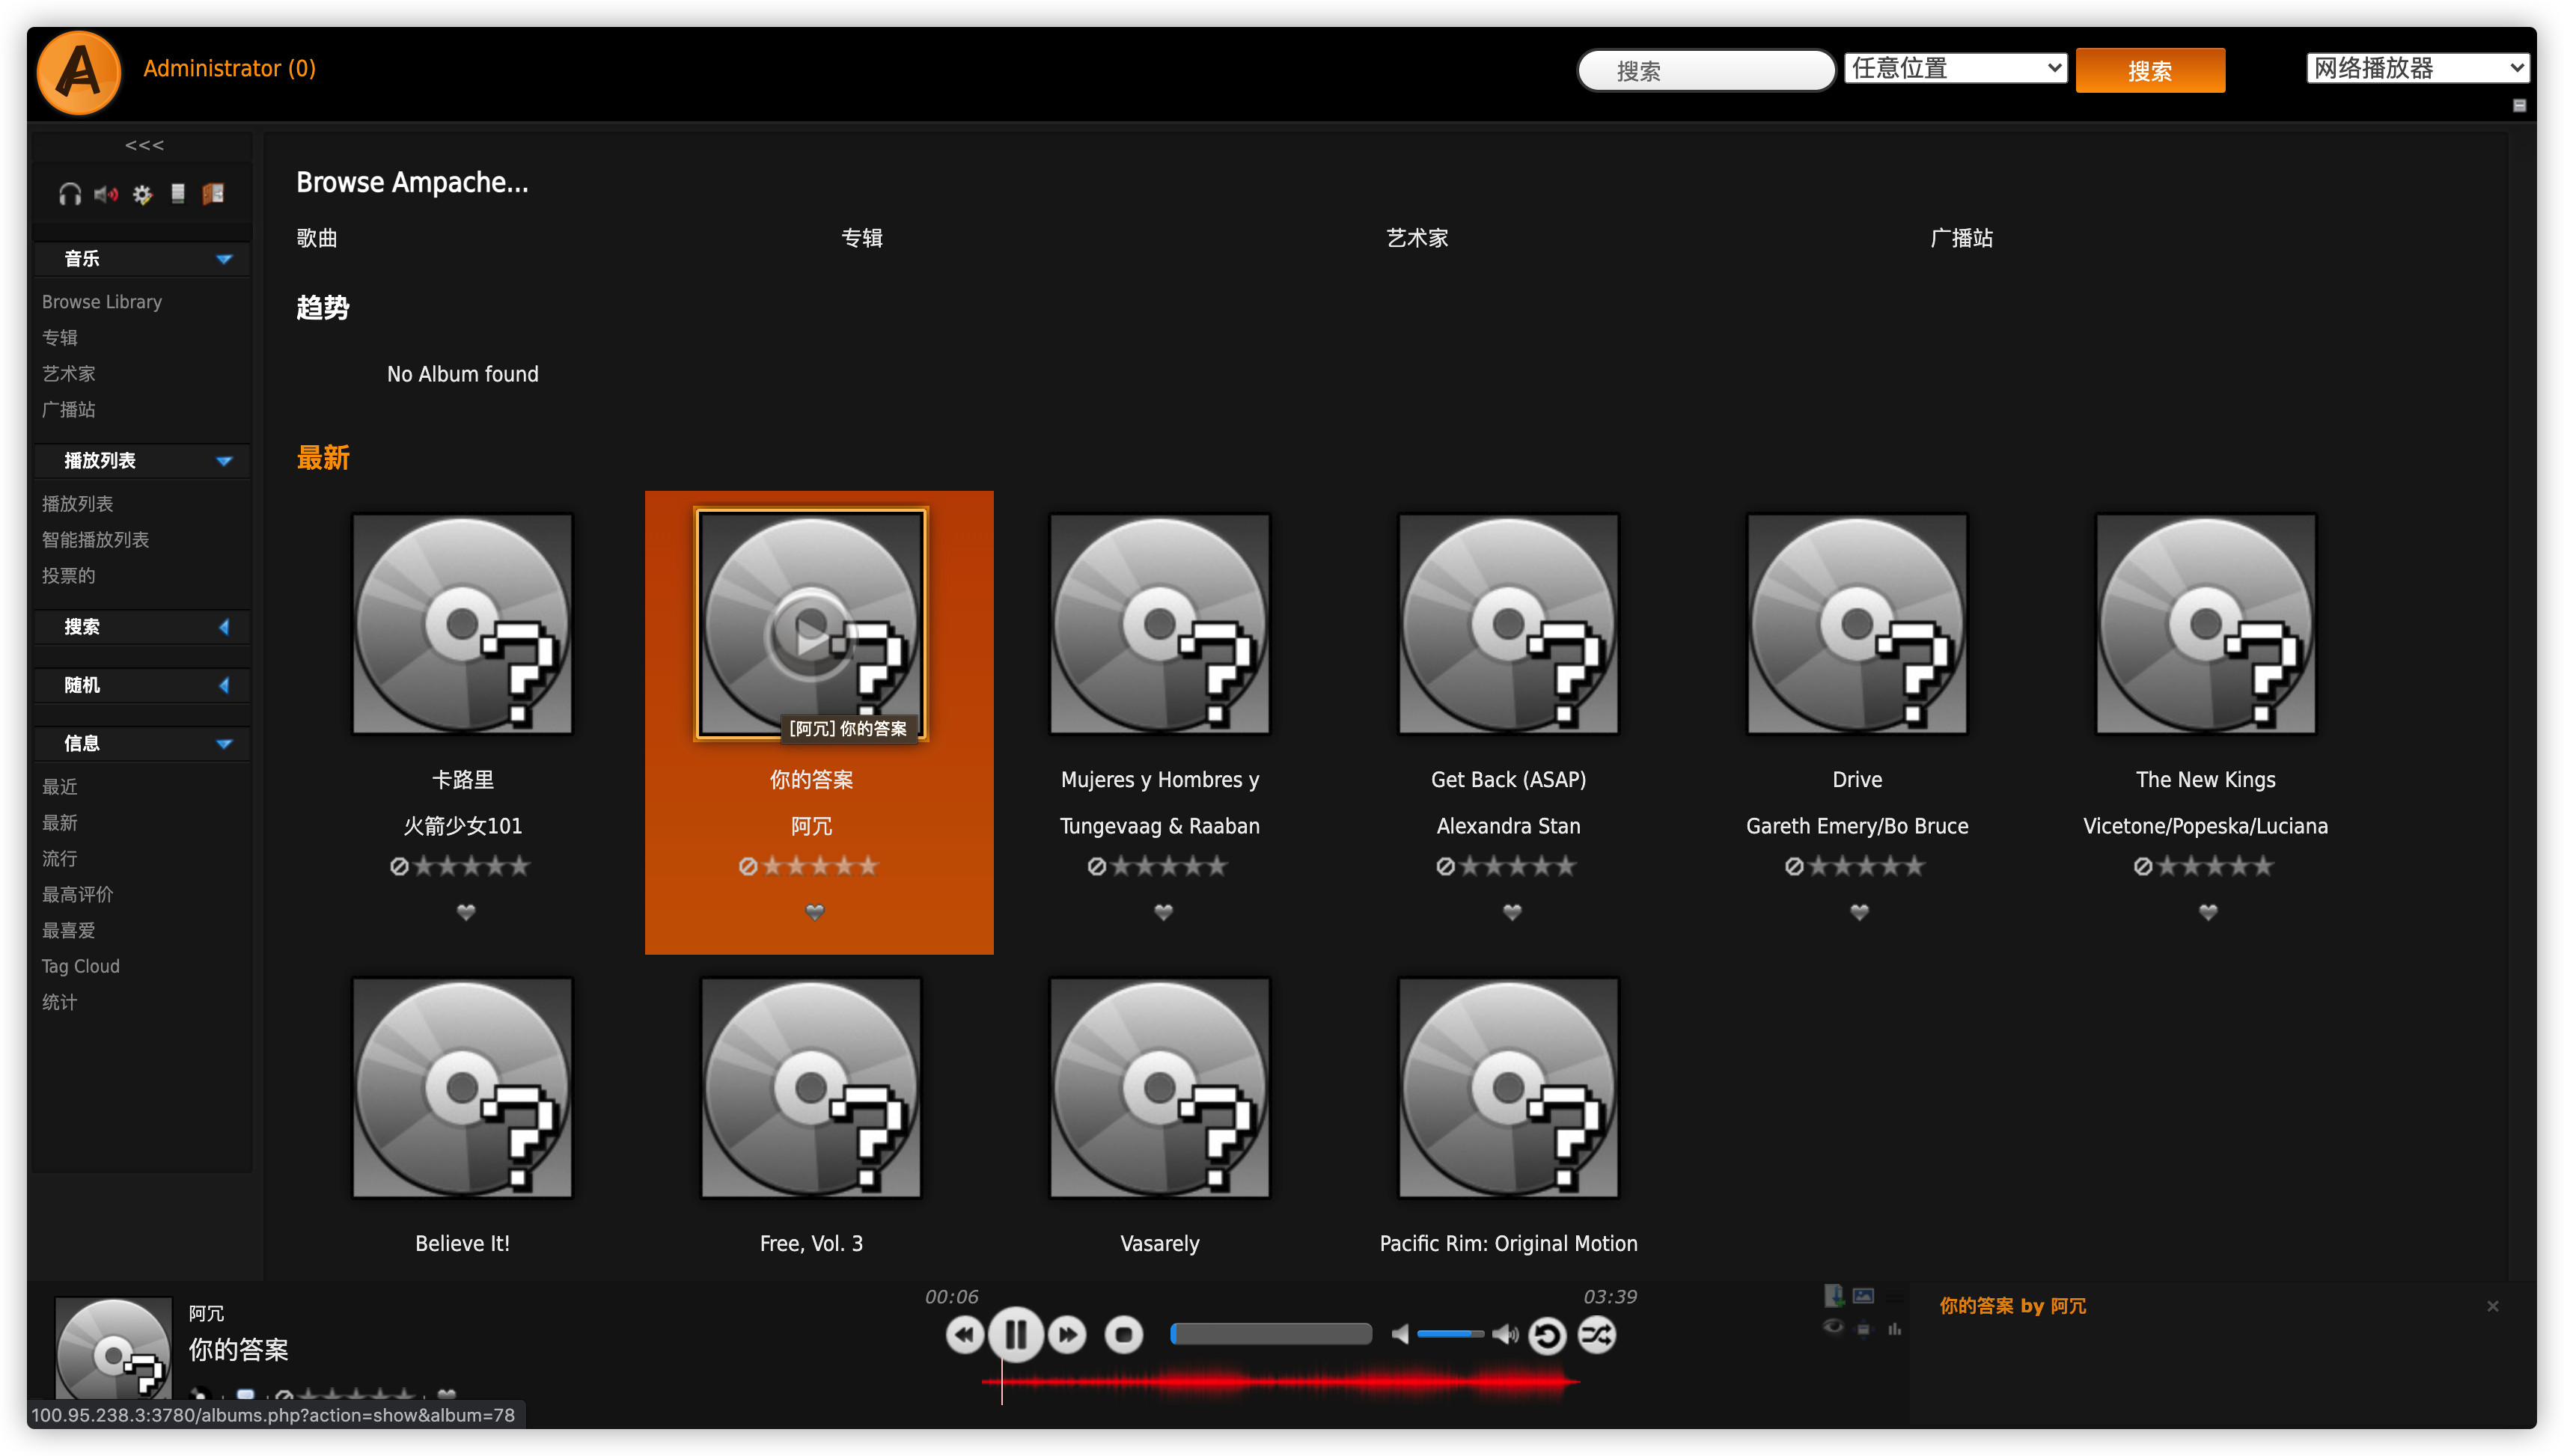 Administrator (0)
搜索
任意位置
搜索
网络播放器
<<<
音乐
Browse Library
专辑
艺术家
广播站
播放列表
播放列表
智能播放列表
投票的
搜索
随机
信息
最近
最新
流行
最高评价
最喜爱
Tag Cloud
统计
Browse Ampache...
歌曲 专辑 艺术家 广播站
趋势
No Album found
最新
[阿冗] 你的答案
卡路里 你的答案 Mujeres y Hombres y Get Back (ASAP) Drive The New Kings
火箭少女101 阿冗 Tungevaag & Raaban Alexandra Stan Gareth Emery/Bo Bruce Vicetone/Popeska/Luciana
Believe It! Free, Vol. 3 Vasarely Pacific Rim: Original Motion
阿冗
你的答案
00:06
03:39
你的答案 by 阿冗
100.95.238.3:3780/albums.php?action=show&album=78